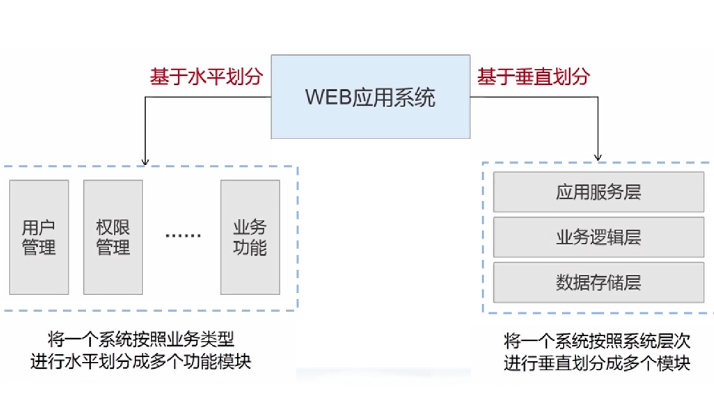 基于水平划分
WEB应用系统
基于垂直划分
用户
管理
权限
管理
······
业务
功能
应用服务层
业务逻辑层
数据存储层
将一个系统按照业务类型
进行水平划分成多个功能模块
将一个系统按照系统层次
进行垂直划分成多个模块